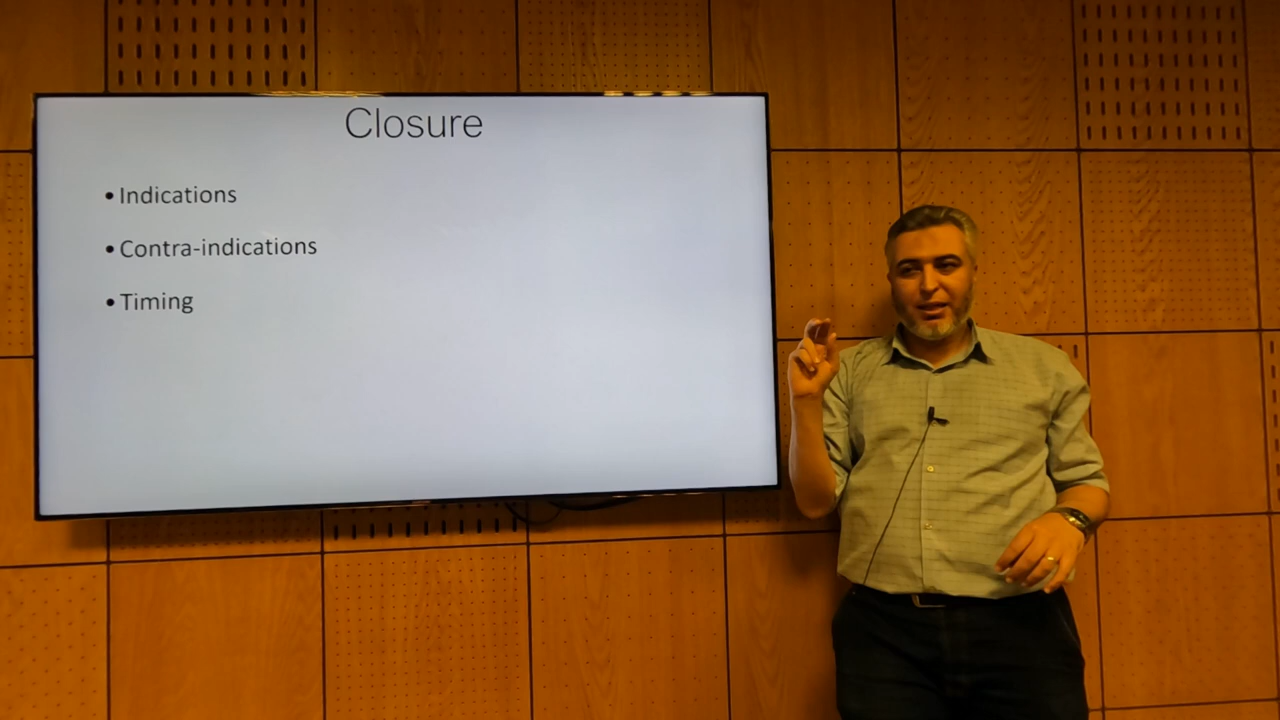 Closure
• Indications
• Contra-indications
• Timing